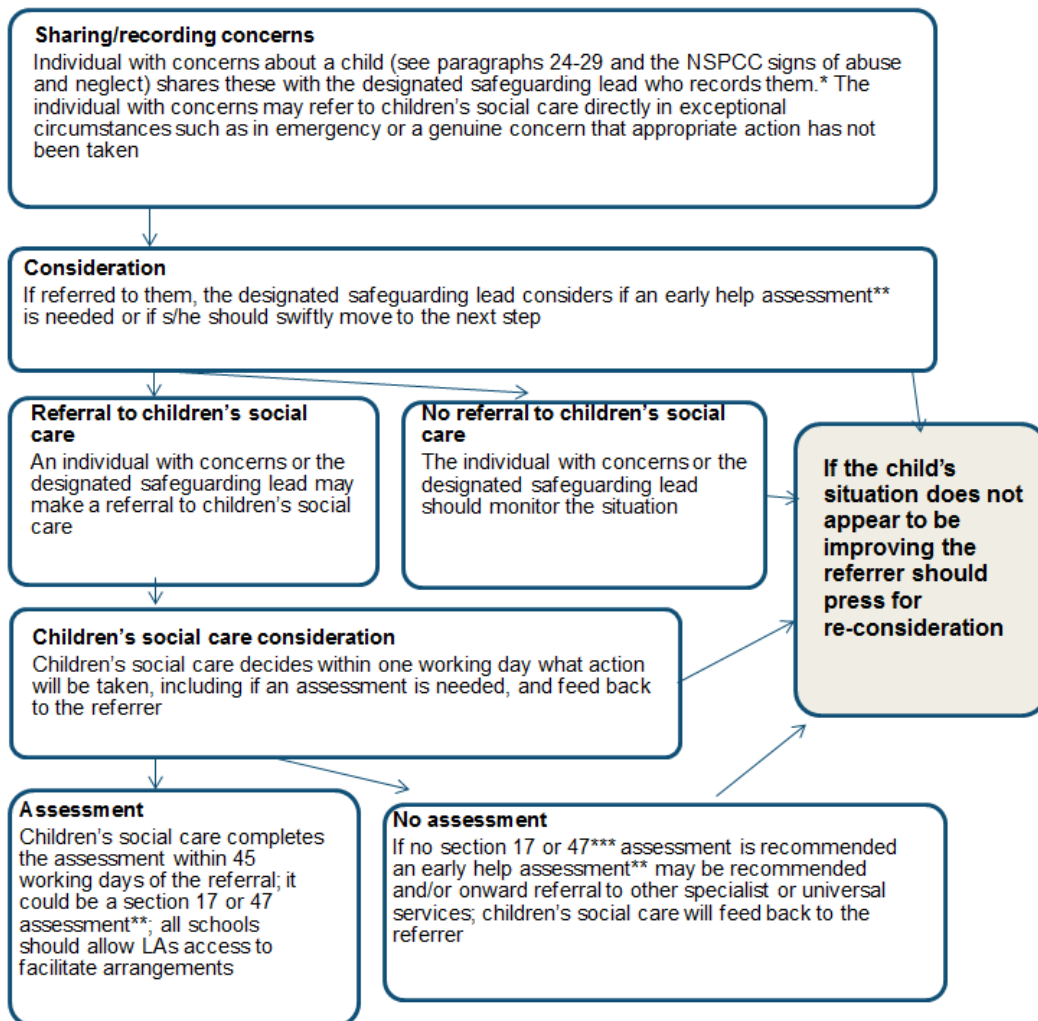 Sharing/recording concerns
Individual with concerns about a child (see paragraphs 24-29 and the NSPCC signs of abuse
and neglect) shares these with the designated safeguarding lead who records them.* The
individual with concerns may refer to children's social care directly in exceptional
circumstances such as in emergency or a genuine concern that appropriate action has not
been taken
Consideration
If referred to them, the designated safeguarding lead considers if an early help assessment**
is needed or if s/he should swiftly move to the next step
Referral to children's social
care
An individual with concerns or the
designated safeguarding lead may
make a referral to children's social
care
No referral to children's social
care
The individual with concerns or the
designated safeguarding lead
should monitor the situation
If the child's
situation does not
appear to be
improving the
referrer should
press for
re-consideration
Children's social care consideration
Children's social care decides within one working day what action
will be taken, including if an assessment is needed, and feed back
to the referrer
Assessment
Children's social care completes
the assessment within 45
working days of the referral; it
could be a section 17 or 47
assessment**; all schools
should allow LAs access to
facilitate arrangements
No assessment
If no section 17 or 47*** assessment is recommended
an early help assessment** may be recommended
and/or onward referral to other specialist or universal
services; children's social care will feed back to the
referrer